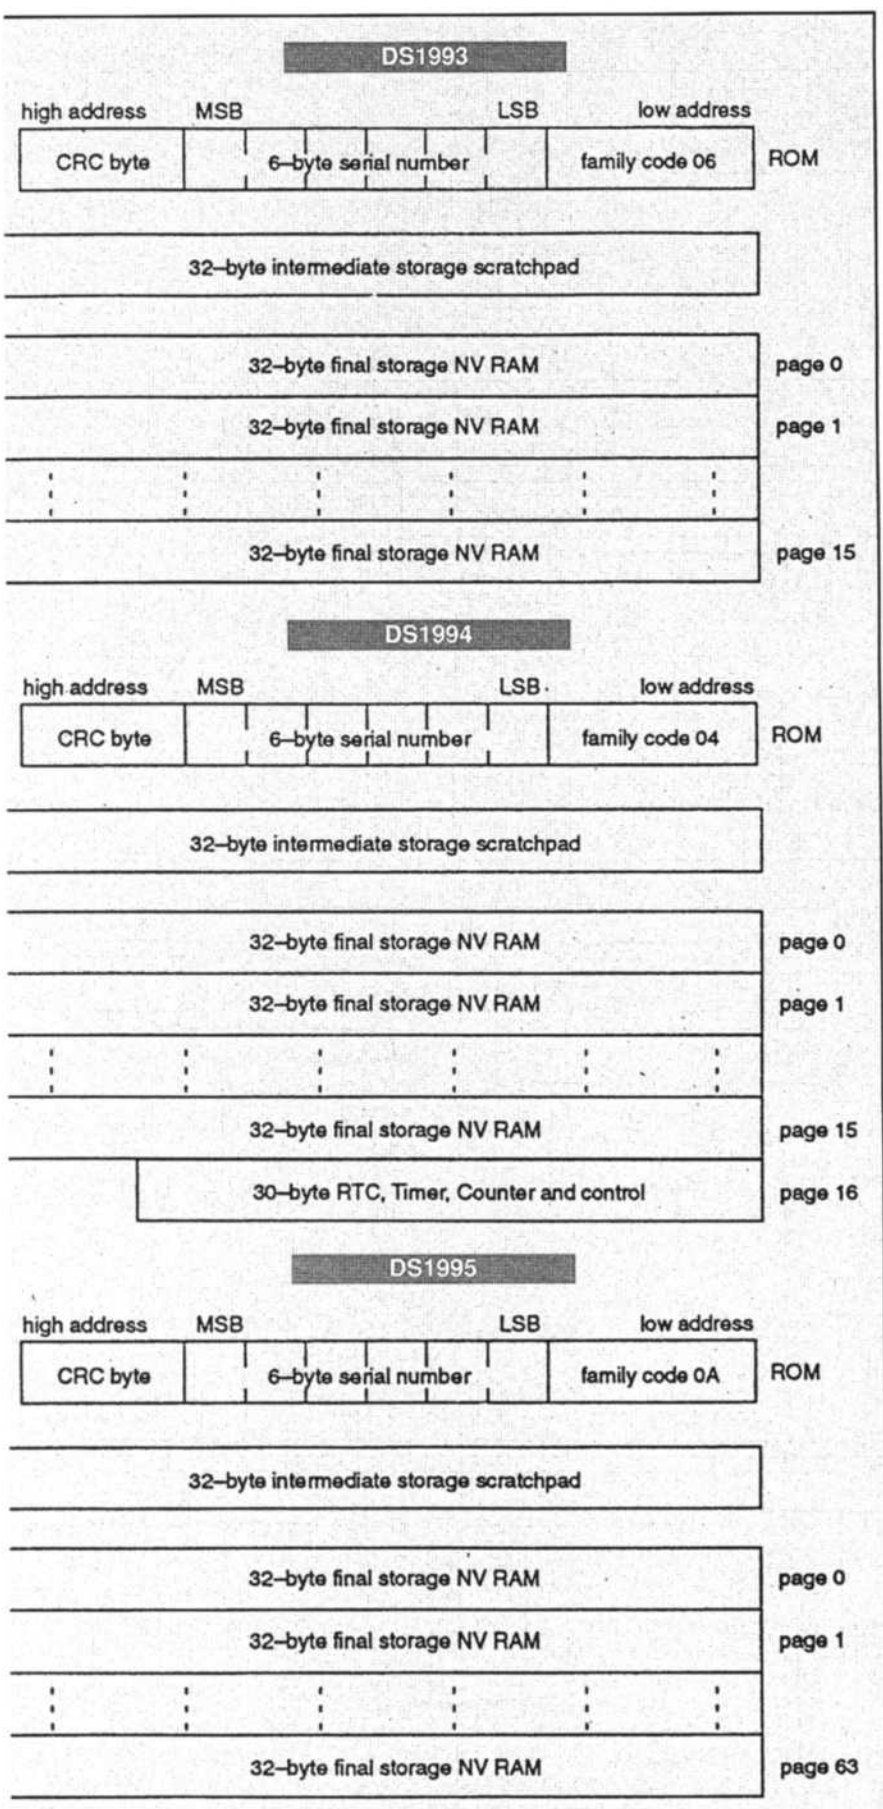 DS1993
high address MSB LSB low address
CRC byte 6–byte serial number family code 06 ROM
32–byte intermediate storage scratchpad
32–byte final storage NV RAM page 0
32–byte final storage NV RAM page 1
32–byte final storage NV RAM page 15
DS1994
high address MSB LSB low address
CRC byte 6–byte serial number family code 04 ROM
32–byte intermediate storage scratchpad
32–byte final storage NV RAM page 0
32–byte final storage NV RAM page 1
32–byte final storage NV RAM page 15
30–byte RTC, Timer, Counter and control page 16
DS1995
high address MSB LSB low address
CRC byte 6–byte serial number family code 0A ROM
32–byte intermediate storage scratchpad
32–byte final storage NV RAM page 0
32–byte final storage NV RAM page 1
32–byte final storage NV RAM page 63